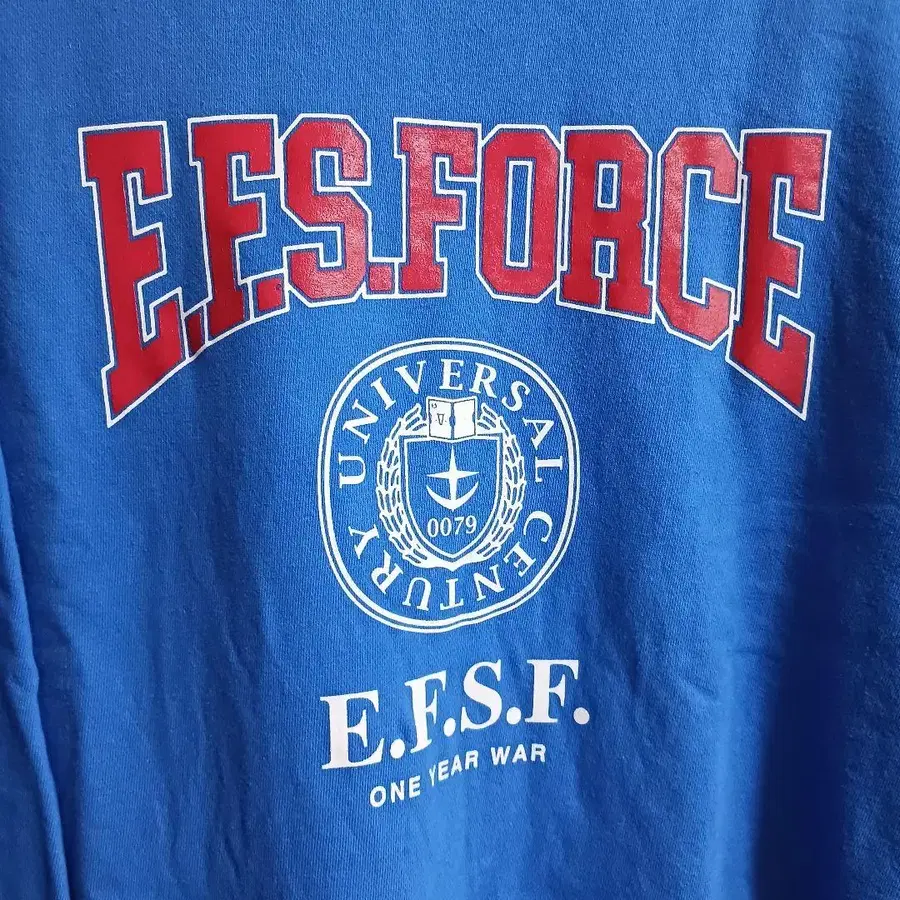 E.F.S.FORCE
UNIVERSAL CENTURY
0079
E.F.S.F.
ONE YEAR WAR